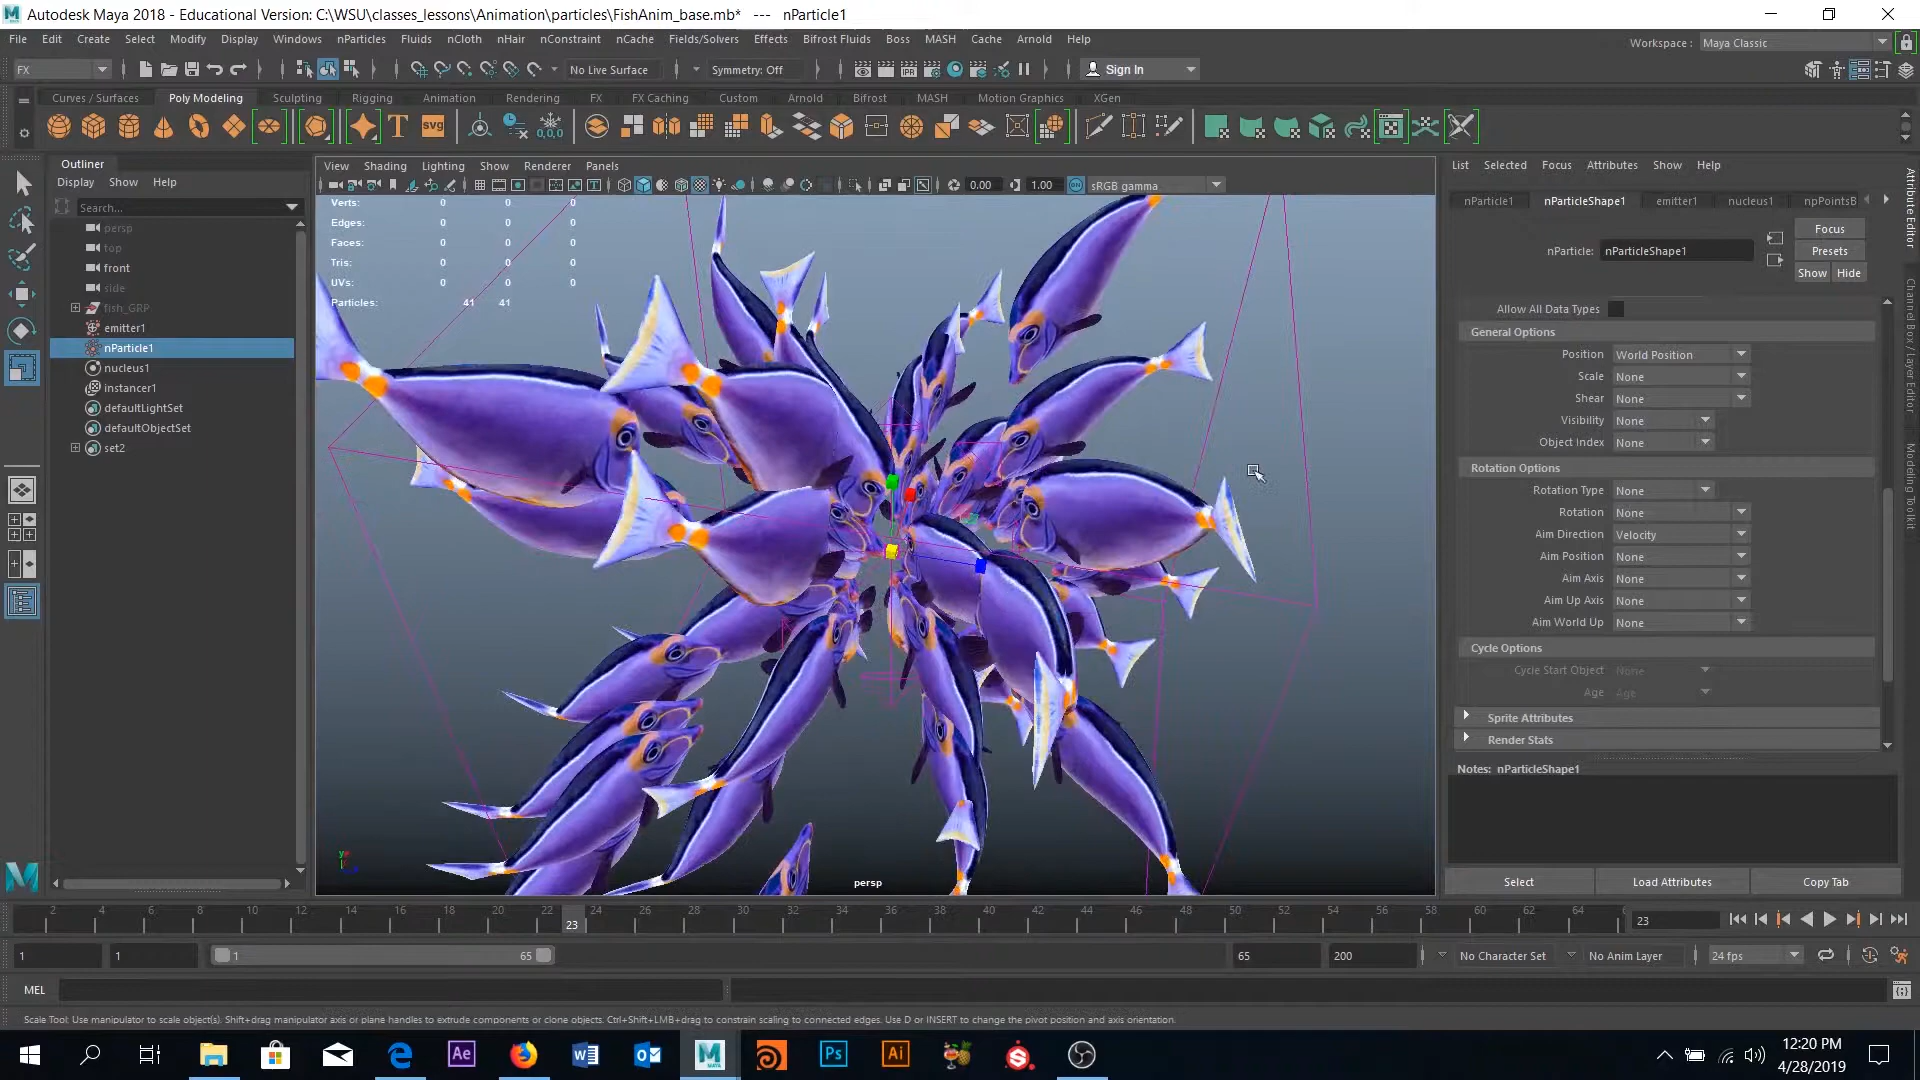 Autodesk Maya 2018 - Educational Version: C:\WSU\classes_lessons\Animation\particles\FishAnim_base.mb*   ---   nParticle1
File Edit Create Select Modify Display Windows nParticles Fluids nCloth nHair nConstraint nCache Fields/Solvers Effects Bifrost Fluids Boss MASH Cache Arnold Help
Workspace : Maya Classic
FX No Live Surface Symmetry: Off Sign In
Curves / Surfaces Poly Modeling Sculpting Rigging Animation Rendering FX FX Caching Custom Arnold Bifrost MASH Motion Graphics XGen
Outliner
Display Show Help
Search...
persp
top
front
side
fish_GRP
emitter1
nParticle1
nucleus1
instancer1
defaultLightSet
defaultObjectSet
set2
View Shading Lighting Show Renderer Panels
0.00 1.00 sRGB gamma
Verts: 0 0 0
Edges: 0 0 0
Faces: 0 0 0
Tris: 0 0 0
UVs: 0 0 0
Particles: 41 41
persp
List Selected Focus Attributes Show Help
nParticle1 nParticleShape1 emitter1 nucleus1 npPointsB
nParticle: nParticleShape1
Focus
Presets
Show Hide
Allow All Data Types
General Options
Position World Position
Scale None
Shear None
Visibility None
Object Index None
Rotation Options
Rotation Type None
Rotation None
Aim Direction Velocity
Aim Position None
Aim Axis None
Aim Up Axis None
Aim World Up None
Cycle Options
Cycle Start Object None
Age Age
Sprite Attributes
Render Stats
Notes: nParticleShape1
Select Load Attributes Copy Tab
Attribute Editor
Channel Box / Layer Editor
Modeling Toolkit
2 4 6 8 10 12 14 16 18 20 22 24 26 28 30 32 34 36 38 40 42 44 46 48 50 52 54 56 58 60 62 64
23
23
1 1 1 65 65 200 No Character Set No Anim Layer 24 fps
MEL
Scale Tool: Use manipulator to scale object(s). Shift+drag manipulator axis or plane handles to extrude components or clone objects. Ctrl+Shift+LMB+drag to constrain scaling to connected edges. Use D or INSERT to change the pivot position and axis orientation.
12:20 PM
4/28/2019